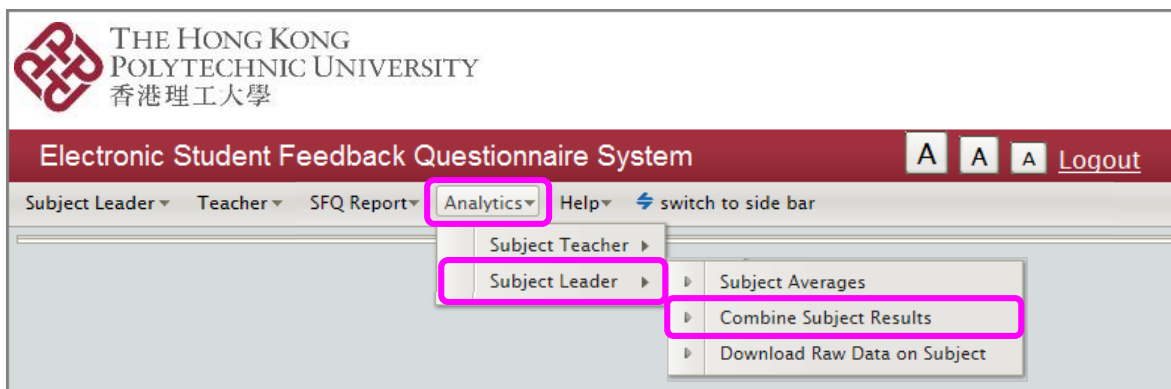 THE HONG KONG
POLYTECHNIC UNIVERSITY
香港理工大學
Electronic Student Feedback Questionnaire System
A A A Logout
Subject Leader Teacher SFQ Report Analytics Help switch to side bar
Subject Teacher
Subject Leader
Subject Averages
Combine Subject Results
Download Raw Data on Subject